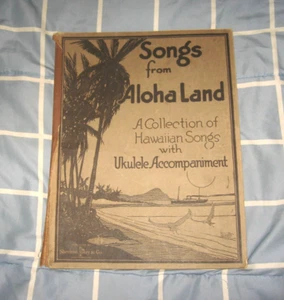 Songs
from
Aloha Land
A Collection of
Hawaiian Songs
with
Ukulele Accompaniment